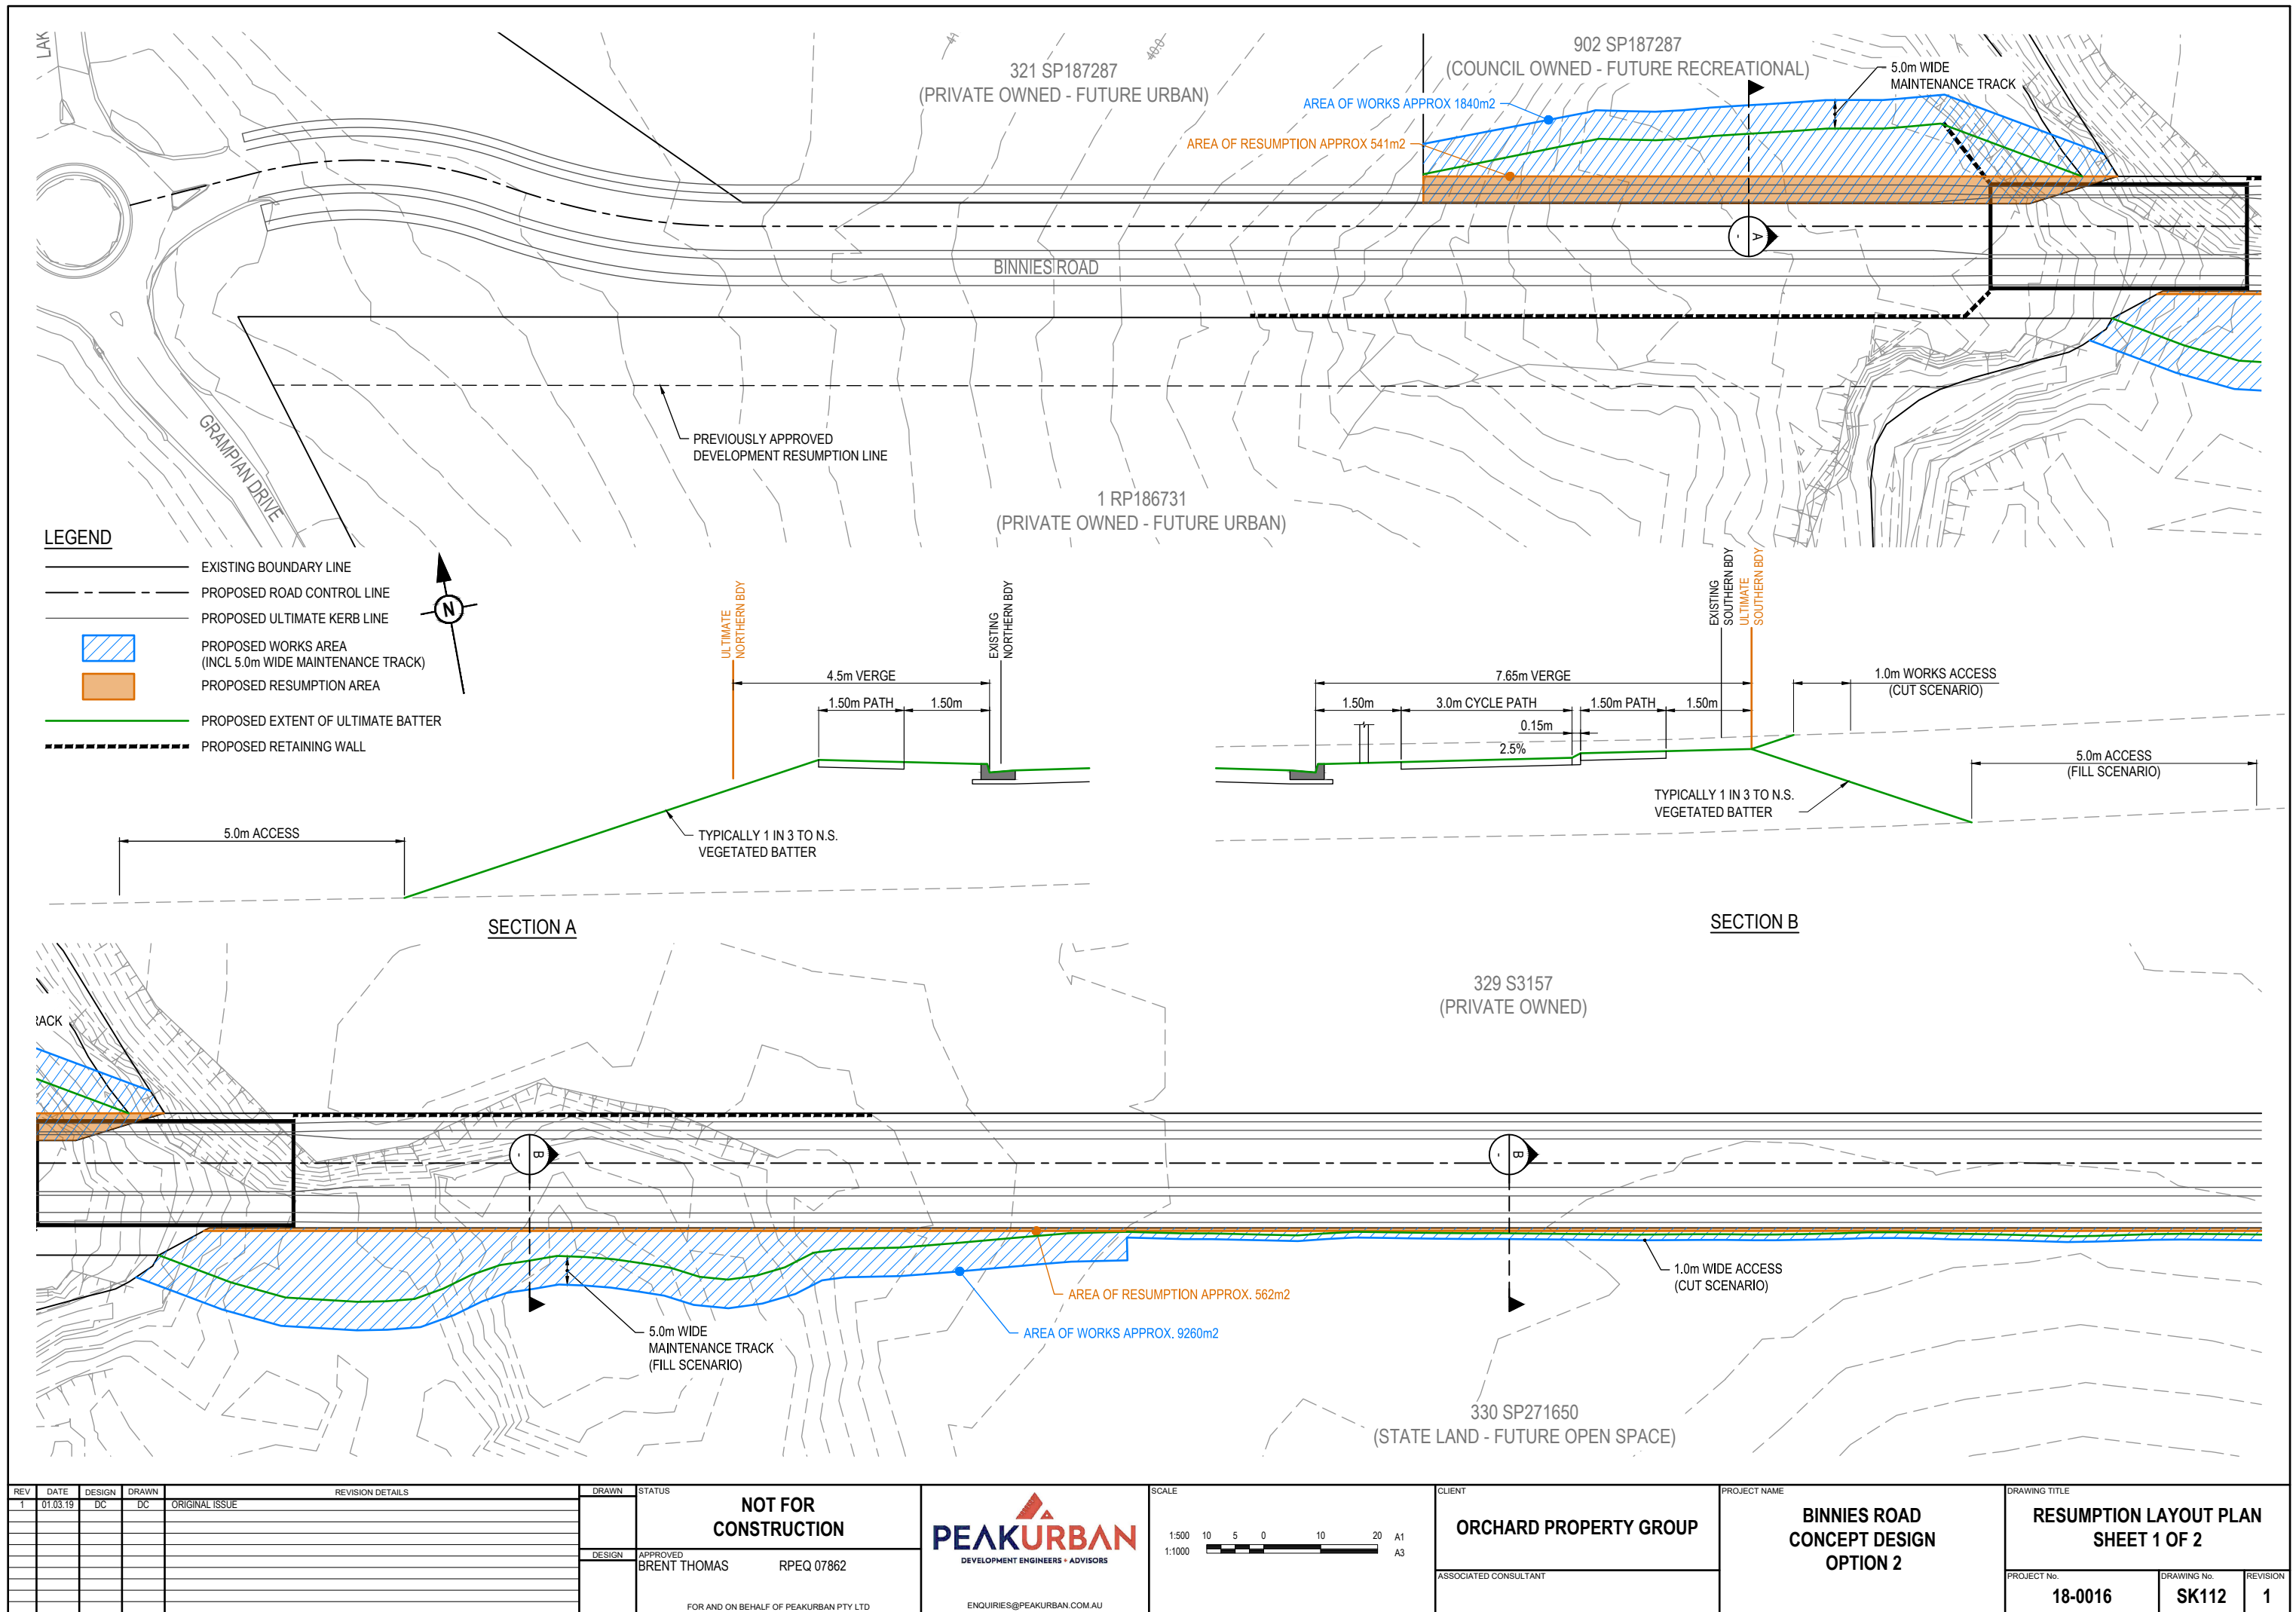 LAK
321 SP187287
(PRIVATE OWNED - FUTURE URBAN)
40.0
902 SP187287
(COUNCIL OWNED - FUTURE RECREATIONAL)
5.0m WIDE
MAINTENANCE TRACK
AREA OF WORKS APPROX 1840m2
AREA OF RESUMPTION APPROX 541m2
A
-
BINNIES ROAD
GRAMPIAN DRIVE
PREVIOUSLY APPROVED
DEVELOPMENT RESUMPTION LINE
1 RP186731
(PRIVATE OWNED - FUTURE URBAN)
LEGEND
EXISTING BOUNDARY LINE
PROPOSED ROAD CONTROL LINE
PROPOSED ULTIMATE KERB LINE
PROPOSED WORKS AREA
(INCL 5.0m WIDE MAINTENANCE TRACK)
PROPOSED RESUMPTION AREA
PROPOSED EXTENT OF ULTIMATE BATTER
PROPOSED RETAINING WALL
N
ULTIMATE
NORTHERN BDY
EXISTING
NORTHERN BDY
4.5m VERGE
1.50m PATH
1.50m
5.0m ACCESS
TYPICALLY 1 IN 3 TO N.S.
VEGETATED BATTER
SECTION A
EXISTING
SOUTHERN BDY
ULTIMATE
SOUTHERN BDY
7.65m VERGE
1.50m
3.0m CYCLE PATH
1.50m PATH
1.50m
0.15m
2.5%
1.0m WORKS ACCESS
(CUT SCENARIO)
5.0m ACCESS
(FILL SCENARIO)
TYPICALLY 1 IN 3 TO N.S.
VEGETATED BATTER
SECTION B
329 S3157
(PRIVATE OWNED)
RACK
B
-
B
-
1.0m WIDE ACCESS
(CUT SCENARIO)
AREA OF RESUMPTION APPROX. 562m2
AREA OF WORKS APPROX. 9260m2
5.0m WIDE
MAINTENANCE TRACK
(FILL SCENARIO)
330 SP271650
(STATE LAND - FUTURE OPEN SPACE)
REV DATE DESIGN DRAWN REVISION DETAILS
1 01.03.19 DC DC ORIGINAL ISSUE
DRAWN
DESIGN
STATUS
NOT FOR
CONSTRUCTION
APPROVED
BRENT THOMAS RPEQ 07862
FOR AND ON BEHALF OF PEAKURBAN PTY LTD
PEAKURBAN
DEVELOPMENT ENGINEERS + ADVISORS
ENQUIRIES@PEAKURBAN.COM.AU
SCALE
1:500 10 5 0 10 20 A1
1:1000 A3
CLIENT
ORCHARD PROPERTY GROUP
ASSOCIATED CONSULTANT
PROJECT NAME
BINNIES ROAD
CONCEPT DESIGN
OPTION 2
DRAWING TITLE
RESUMPTION LAYOUT PLAN
SHEET 1 OF 2
PROJECT No.
18-0016
DRAWING No.
SK112
REVISION
1